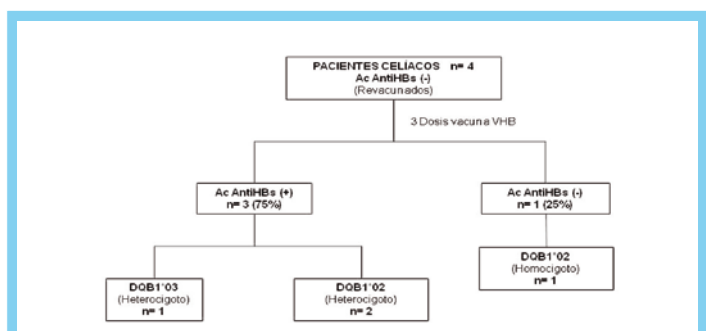 PACIENTES CELÍACOS n= 4
Ac AntiHBs (-)
(Revacunados)
3 Dosis vacuna VHB
Ac AntiHBs (+)
n= 3 (75%)
Ac AntiHBs (-)
n= 1 (25%)
DQB1'03
(Heterocigoto)
n= 1
DQB1'02
(Heterocigoto)
n= 2
DQB1'02
(Homocigoto)
n= 1